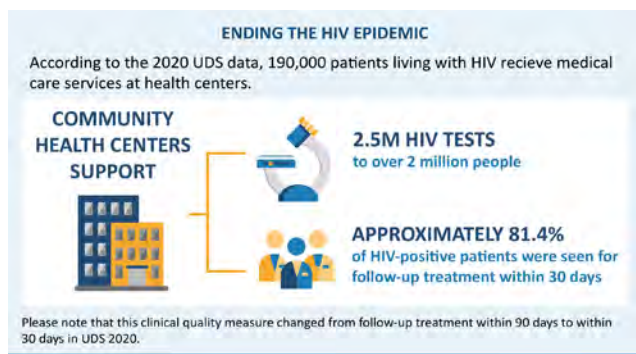 ENDING THE HIV EPIDEMIC
According to the 2020 UDS data, 190,000 patients living with HIV recieve medical
care services at health centers.
COMMUNITY
HEALTH CENTERS
SUPPORT
2.5M HIV TESTS
to over 2 million people
APPROXIMATELY 81.4%
of HIV-positive patients were seen for
follow-up treatment within 30 days
Please note that this clinical quality measure changed from follow-up treatment within 90 days to within
30 days in UDS 2020.